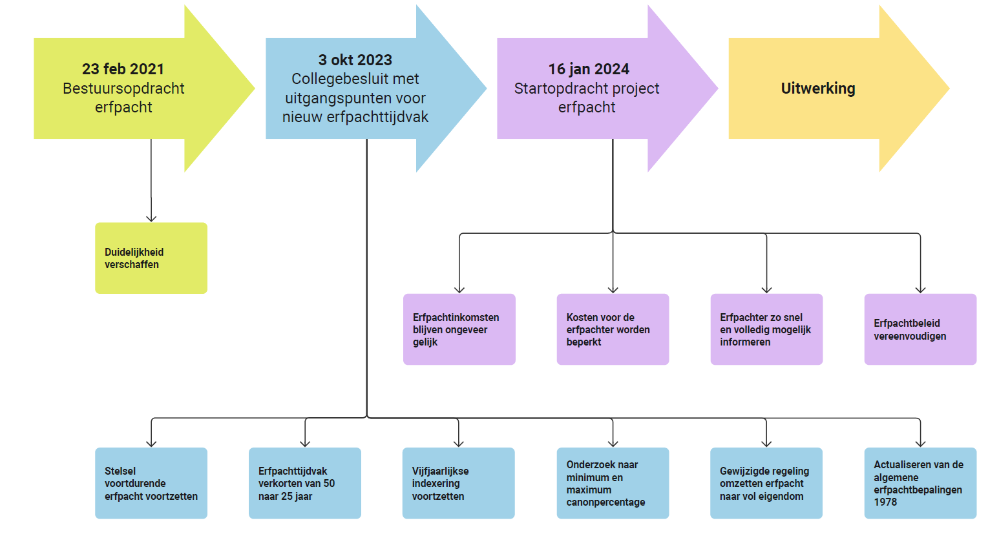 23 feb 2021
Bestuursopdracht
erfpacht
3 okt 2023
Collegebesluit met
uitgangspunten voor
nieuw erfpachttijdvak
16 jan 2024
Startopdracht project
erfpacht
Uitwerking
Duidelijkheid
verschaffen
Erfpachtinkomsten
blijven ongeveer
gelijk
Kosten voor de
erfpachter worden
beperkt
Erfpachter zo snel
en volledig mogelijk
informeren
Erfpachtbeleid
vereenvoudigen
Stelsel
voortdurende
erfpacht voortzetten
Erfpachttijdvak
verkorten van 50
naar 25 jaar
Vijfjaarlijkse
indexering
voortzetten
Onderzoek naar
minimum en
maximum
canonpercentage
Gewijzigde regeling
omzetten erfpacht
naar vol eigendom
Actualiseren van de
algemene
erfpachtbepalingen
1978